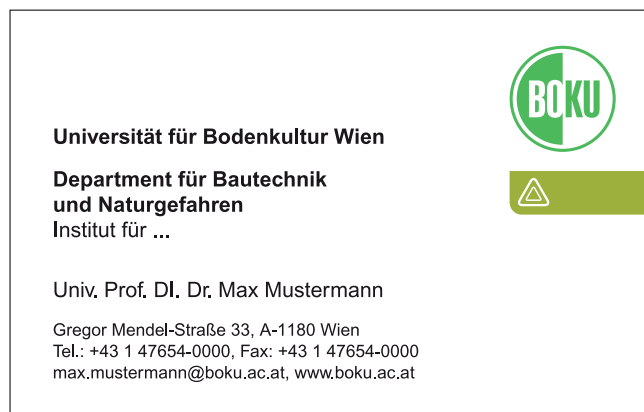 BOKU
Universität für Bodenkultur Wien
Department für Bautechnik
und Naturgefahren
Institut für ...
Univ. Prof. DI. Dr. Max Mustermann
Gregor Mendel-Straße 33, A-1180 Wien
Tel.: +43 1 47654-0000, Fax: +43 1 47654-0000
max.mustermann@boku.ac.at, www.boku.ac.at